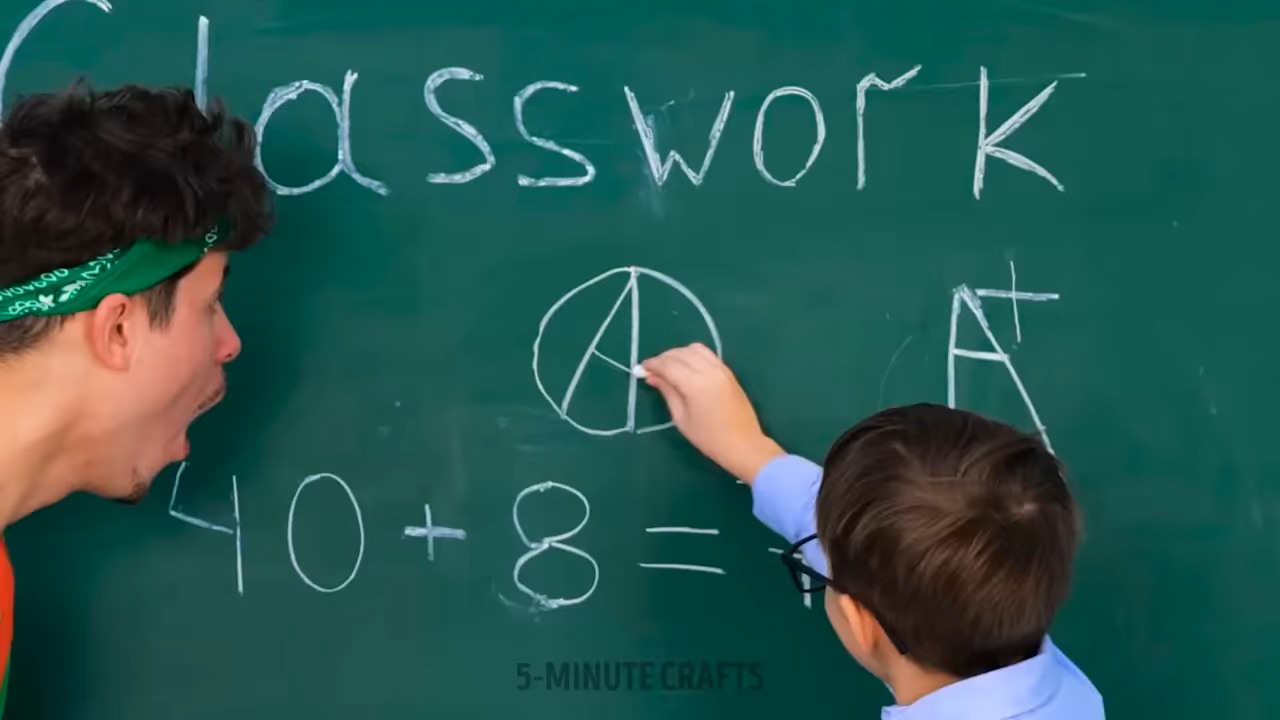 Classwork
A A+
40 + 8 =
5-MINUTE CRAFTS